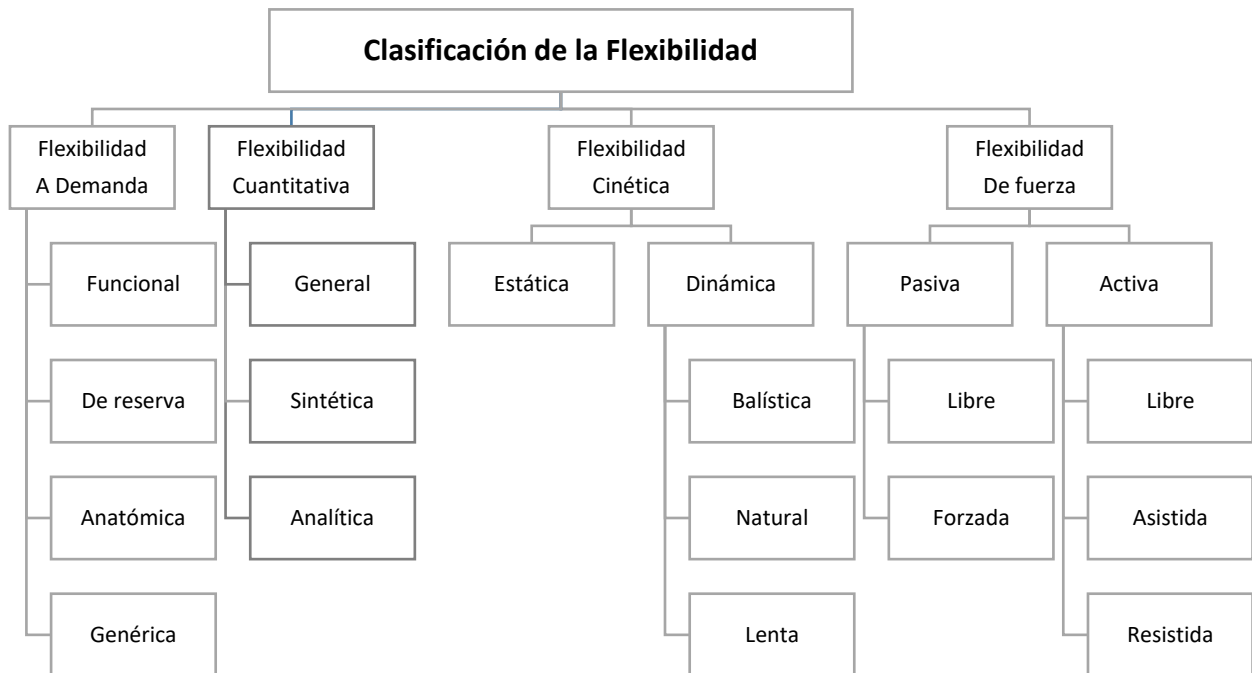 Clasificación de la Flexibilidad
Flexibilidad
A Demanda
Flexibilidad
Cuantitativa
Flexibilidad
Cinética
Flexibilidad
De fuerza
Funcional
General
Estática
Dinámica
Pasiva
Activa
De reserva
Sintética
Balística
Libre
Libre
Anatómica
Analítica
Natural
Forzada
Asistida
Genérica
Lenta
Resistida